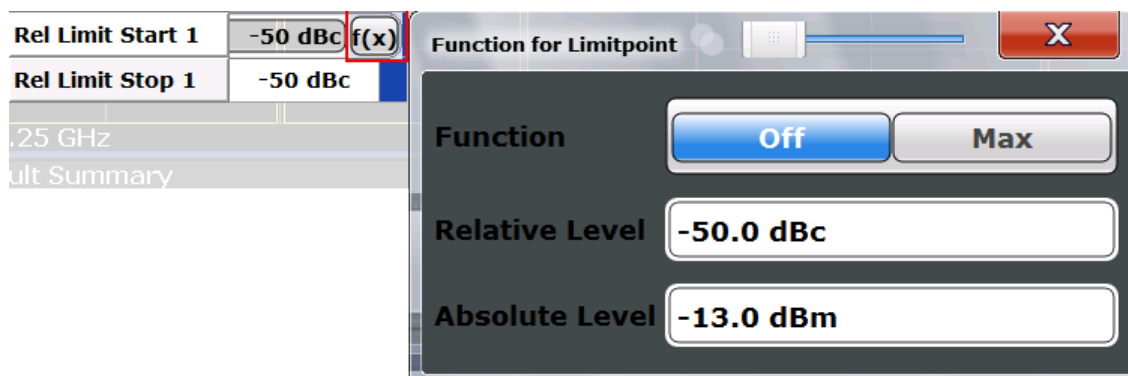 Rel Limit Start 1 -50 dBc f(x)
Rel Limit Stop 1 -50 dBc
.25 GHz
ult Summary
Function for Limitpoint X
Function Off Max
Relative Level -50.0 dBc
Absolute Level -13.0 dBm